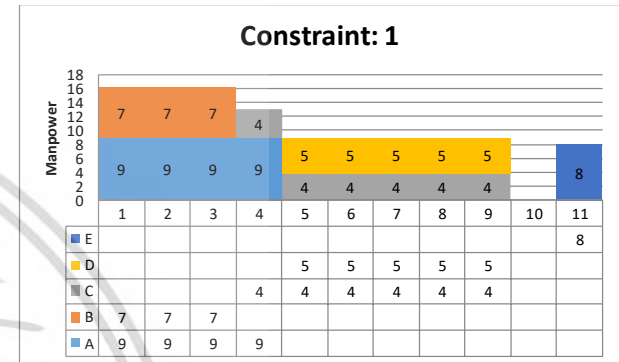 Constraint: 1
Manpower
18
16
14
12
10
8
6
4
2
0
7 7 7 4
9 9 9 9 5 5 5 5 5 8
4 4 4 4 4
1 2 3 4 5 6 7 8 9 10 11
E 8
D 5 5 5 5 5
C 4 4 4 4 4 4
B 7 7 7
A 9 9 9 9